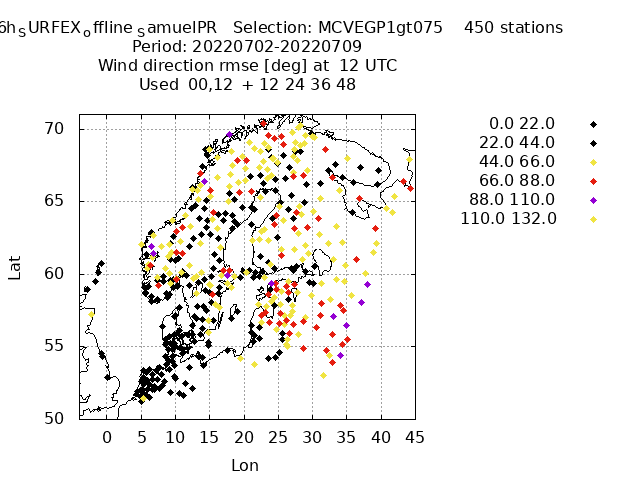 6h_SURFEX_offline_SamuelPR Selection: MCVEGP1gt075 450 stations
Period: 20220702-20220709
Wind direction rmse [deg] at 12 UTC
Used 00,12 + 12 24 36 48
0.0 22.0
22.0 44.0
44.0 66.0
66.0 88.0
88.0 110.0
110.0 132.0
70
65
60
55
50
Lat
0 5 10 15 20 25 30 35 40 45
Lon